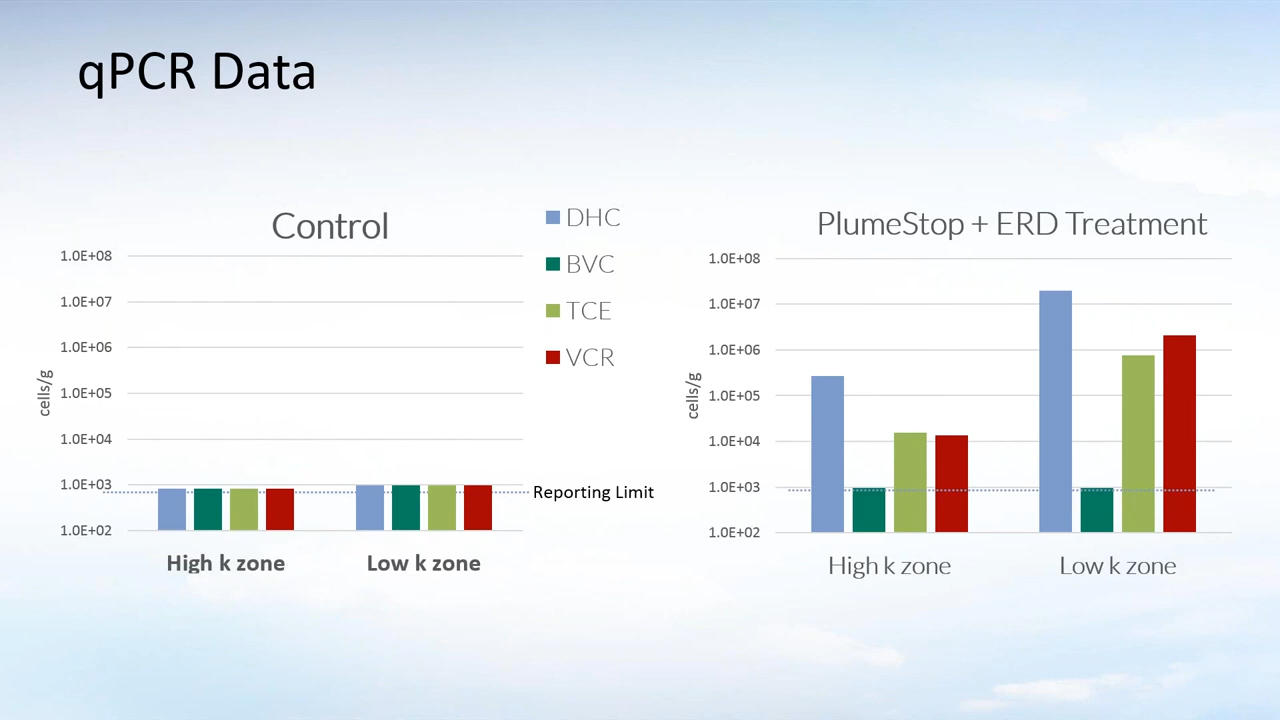 qPCR Data
Control
1.0E+08
1.0E+07
1.0E+06
1.0E+05
1.0E+04
1.0E+03
1.0E+02
cells/g
High k zone
Low k zone
Reporting Limit
DHC
BVC
TCE
VCR
PlumeStop + ERD Treatment
1.0E+08
1.0E+07
1.0E+06
1.0E+05
1.0E+04
1.0E+03
1.0E+02
cells/g
High k zone
Low k zone